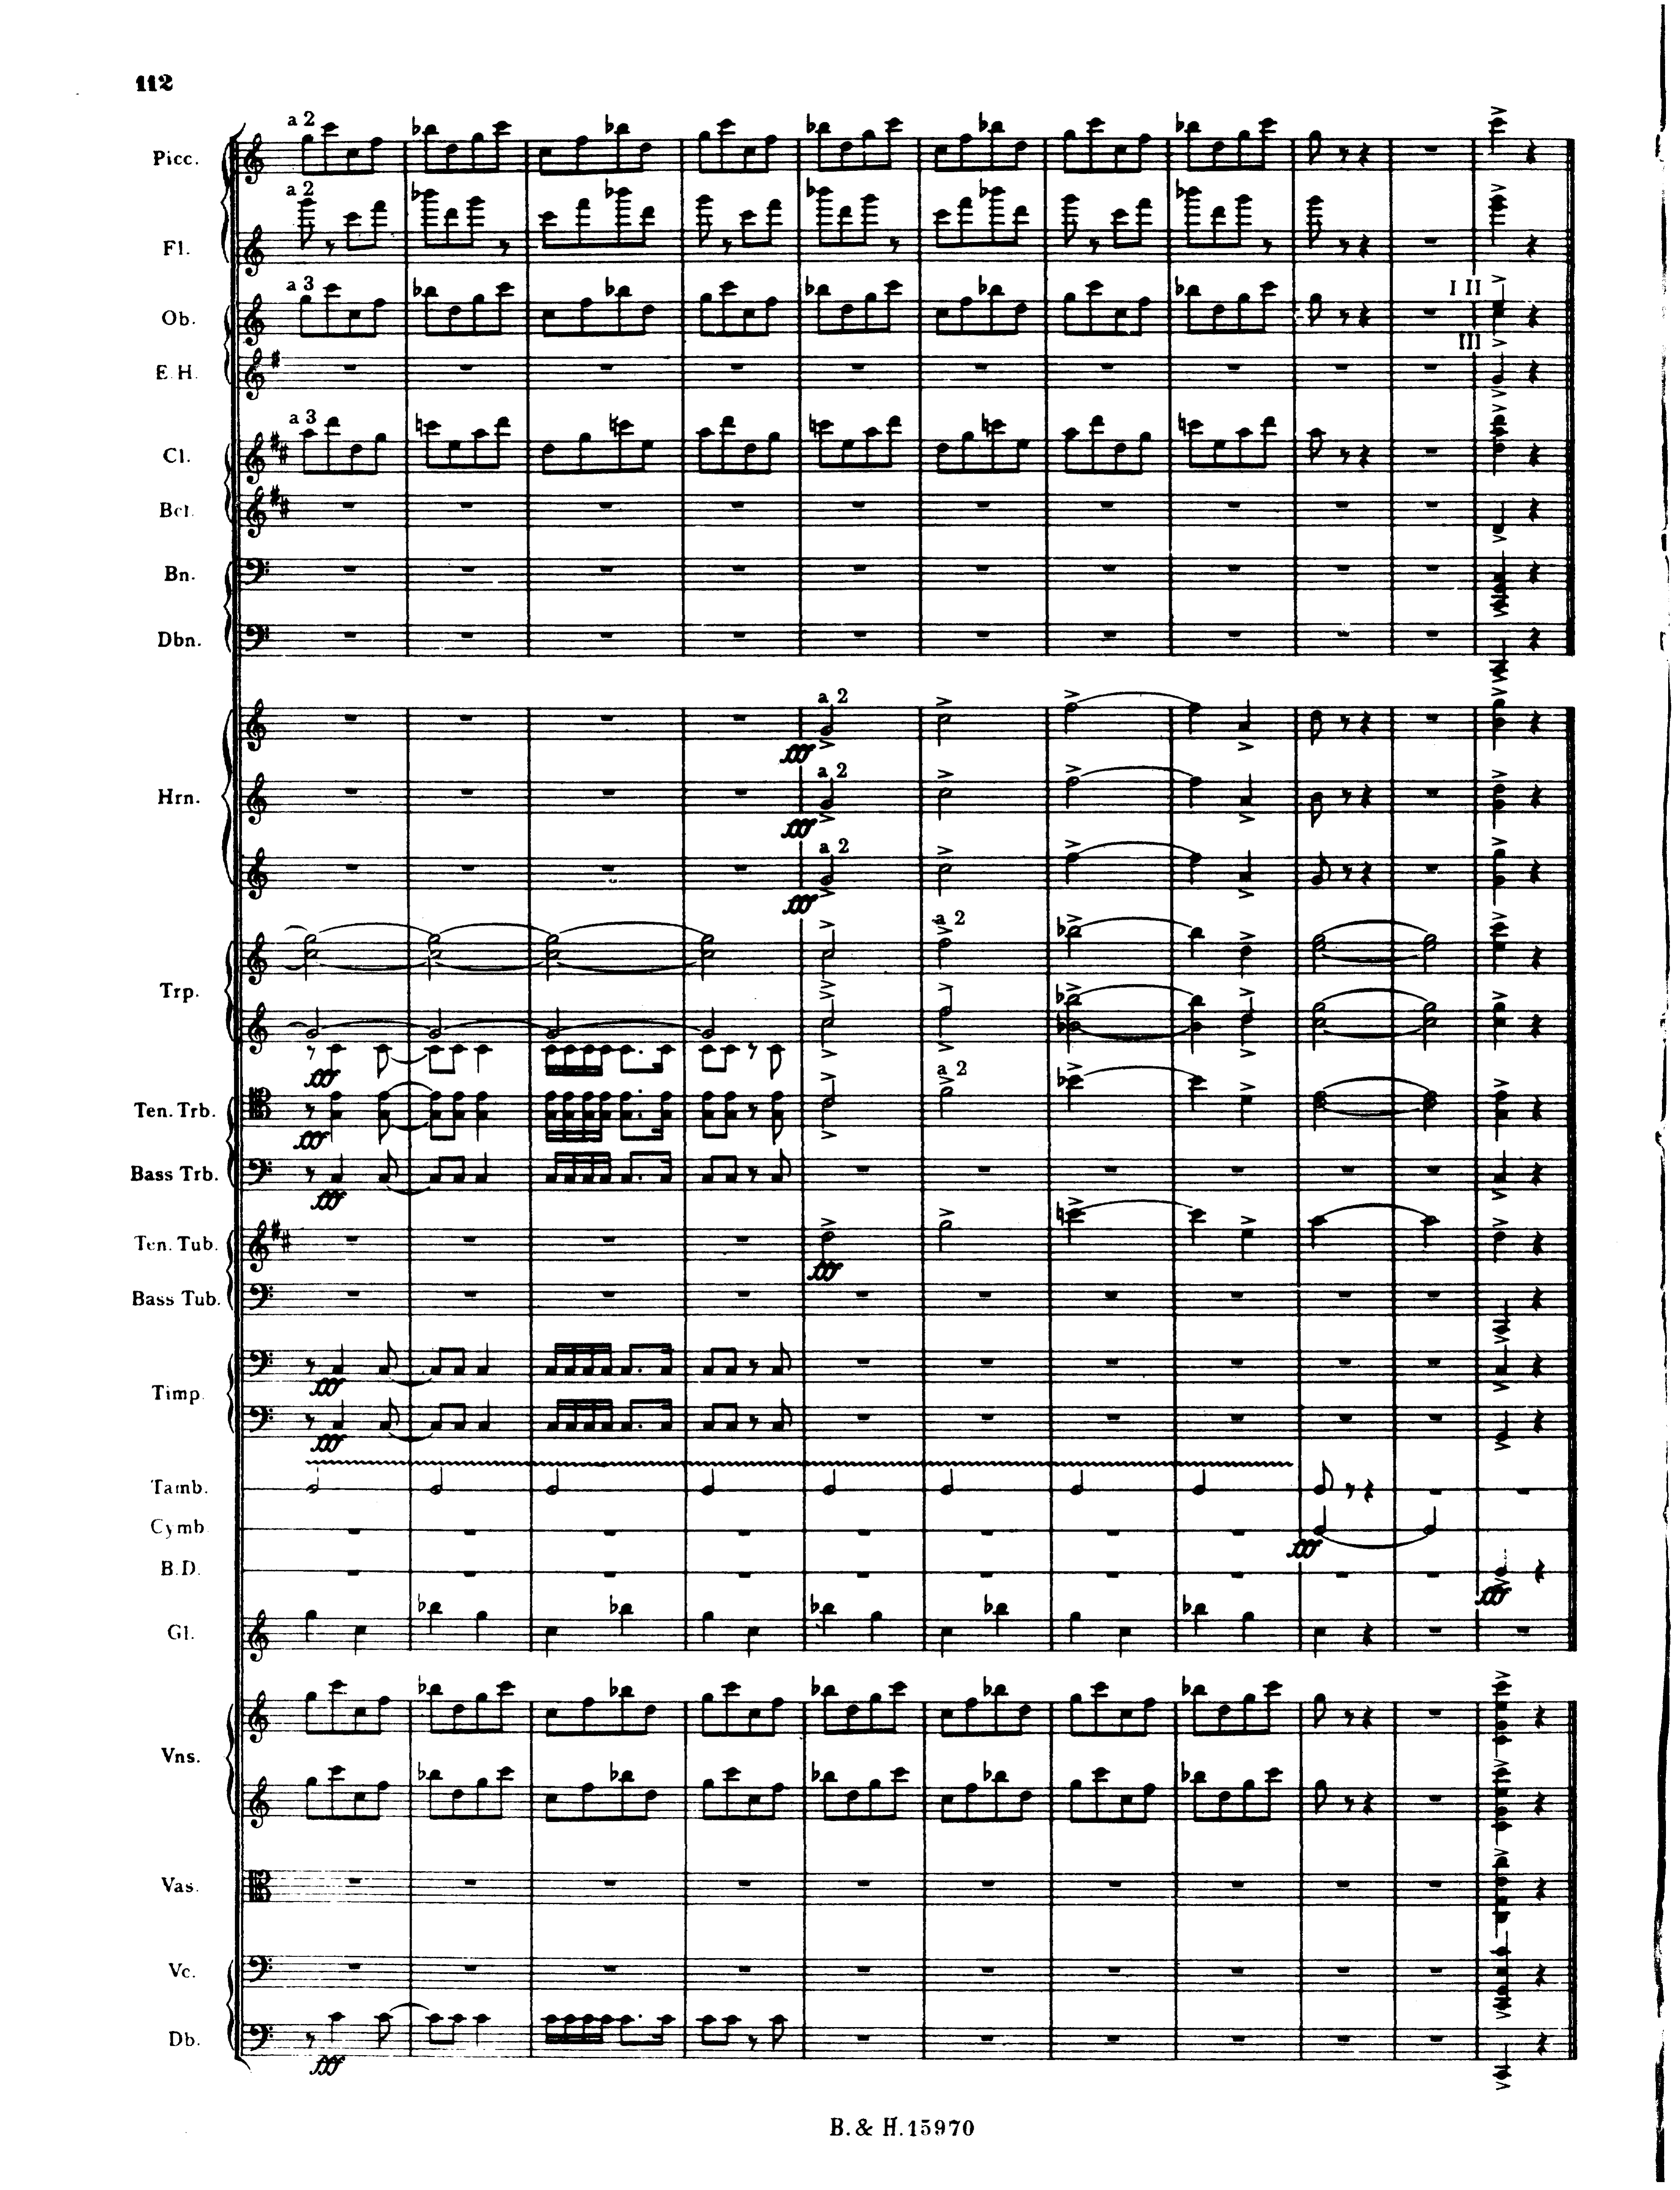 112
a 2
Picc.
a 2
Fl.
a 3
I II
Ob.
III
E. H.
a 3
Cl.
Bcl.
Bn.
Dbn.
a 2
fff
a 2
Hrn.
fff
a 2
fff
a 2
Trp.
fff
a 2
Ten. Trb.
fff
Bass Trb.
fff
Ten. Tub.
fff
Bass Tub.
fff
Timp.
fff
Tamb.
Cymb.
fff
B.D.
fff
Gl.
Vns.
Vas.
Vc.
Db.
fff
B. & H. 15970